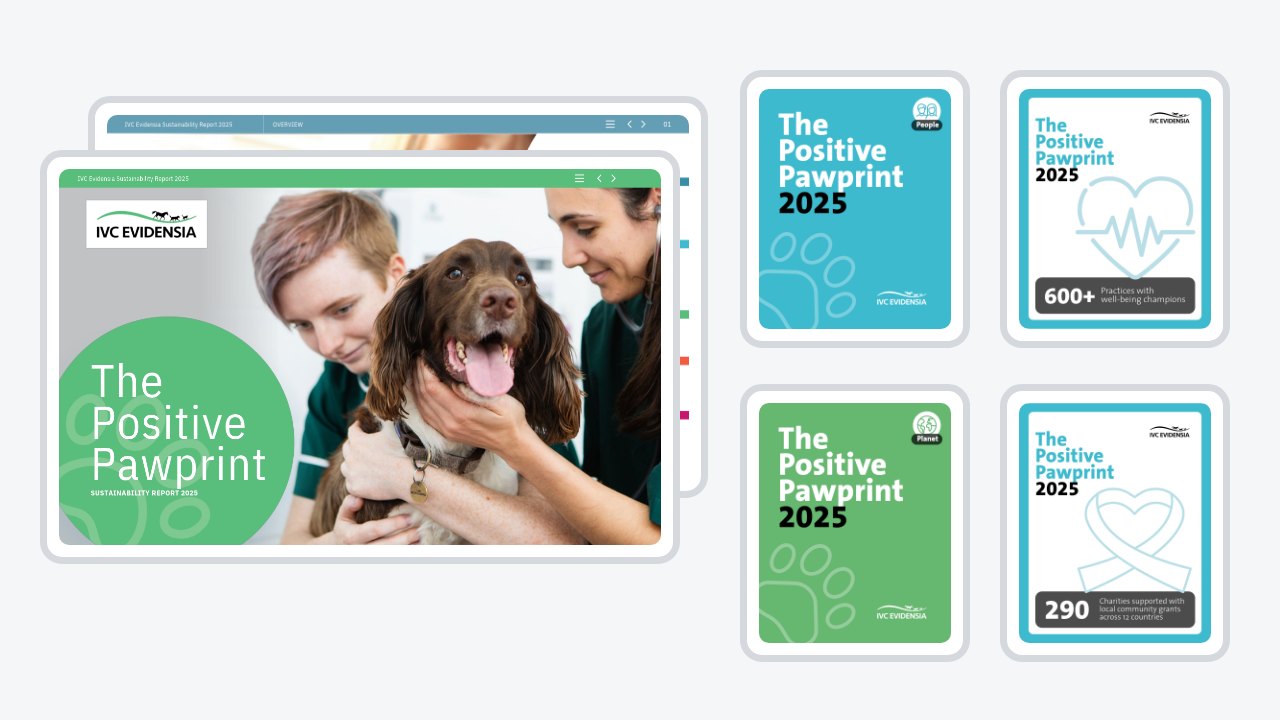 IVC Evidensia Sustainability Report 2025
OVERVIEW
01
IVC Evidensia Sustainability Report 2025
IVC EVIDENSIA
The
Positive
Pawprint
SUSTAINABILITY REPORT 2025
The
Positive
Pawprint
2025
People
IVC EVIDENSIA
IVC EVIDENSIA
The
Positive
Pawprint
2025
600+
Practices with
well-being champions
The
Positive
Pawprint
2025
Planet
IVC EVIDENSIA
IVC EVIDENSIA
The
Positive
Pawprint
2025
290
Charities supported with
local community grants
across 12 countries